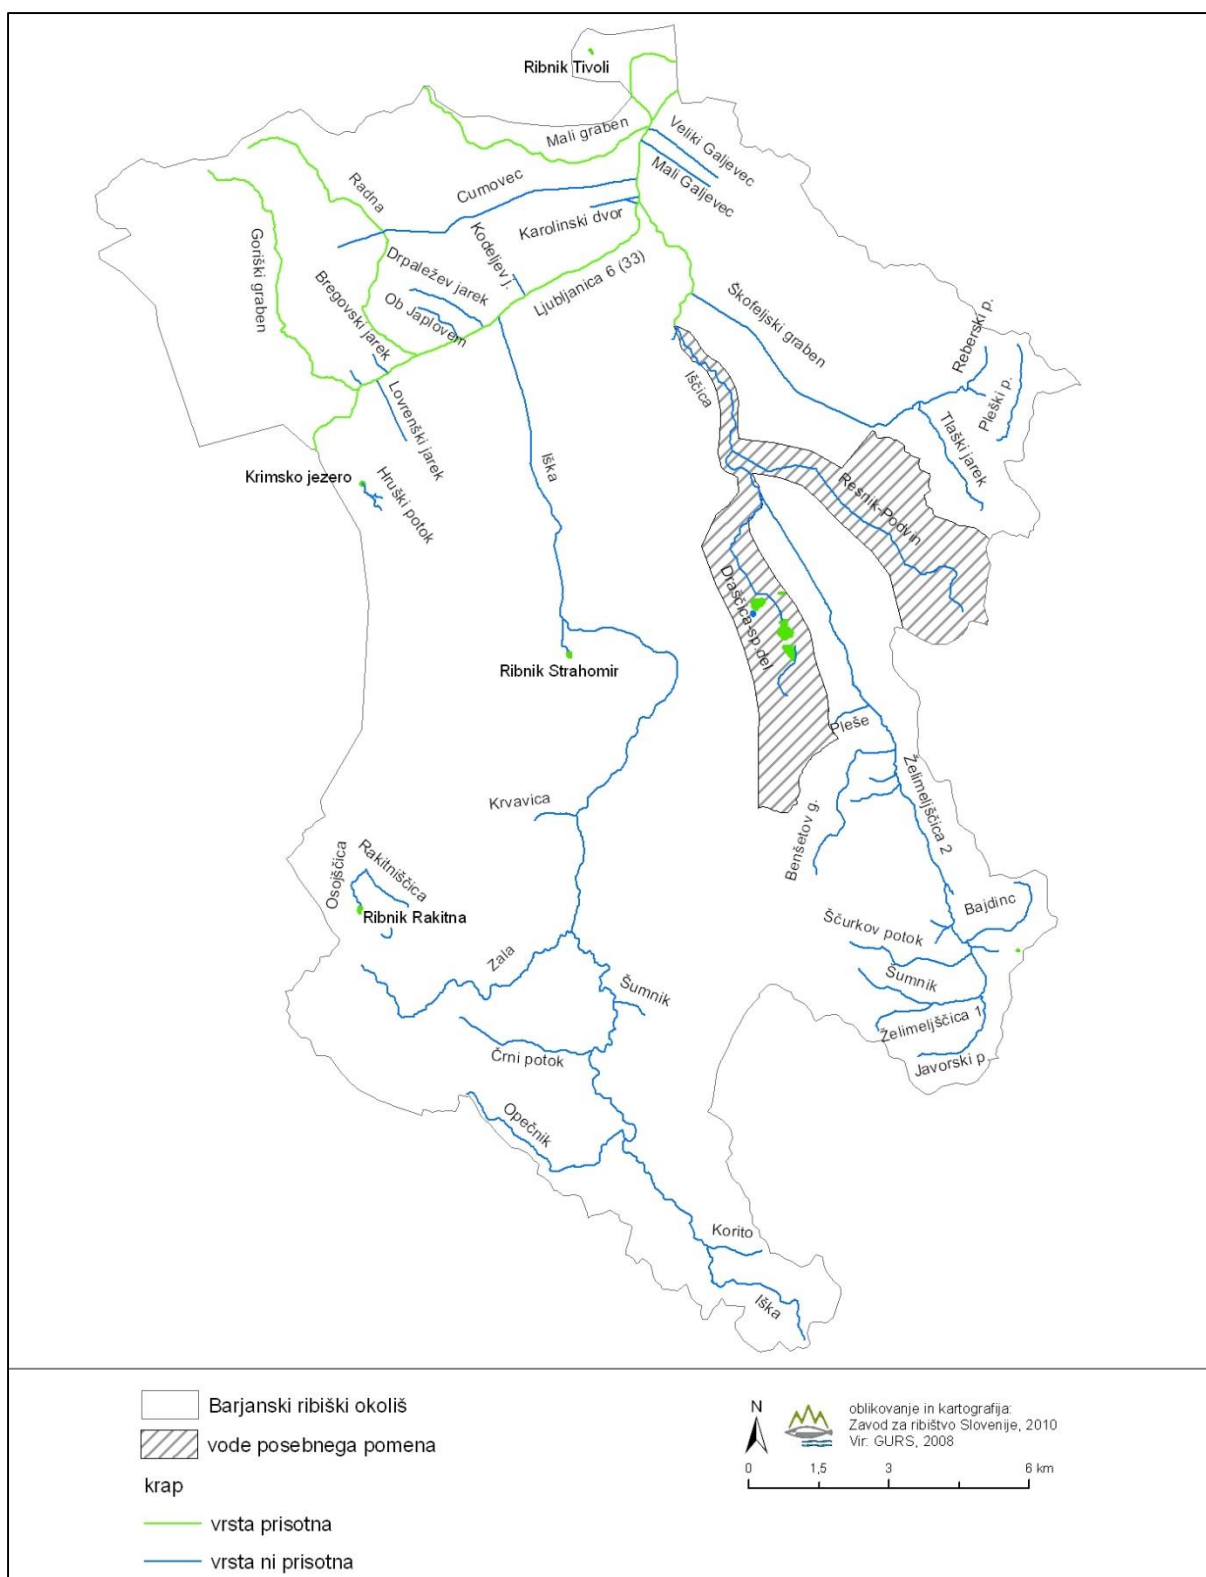 Ribnik Tivoli
Mali graben
Veliki Galjevec
Mali Galjevec
Radna
Cumovec
Karolinski dvor
Goriški graben
Kodeljev j.
Drpaležev jarek
Ljubljanica 6 (33)
Bregovski jarek
Ob Japlovem
Škofeljski graben
Reberski p.
Pleški p.
Iščica
Lovrenški jarek
Tlaški jarek
Krimsko jezero
Hruški potok
Iška
Resnik-Podvin
Draščica-sp.del
Ribnik Strahomir
Pleše
Želimeljščica 2
Krvavica
Benšetov g.
Osojščica
Rakitniščica
Ribnik Rakitna
Bajdinc
Ščurkov potok
Zala
Šumnik
Šumnik
Želimeljščica 1
Črni potok
Javorski p.
Opečnik
Korito
Iška
Barjanski ribiški okoliš
vode posebnega pomena
krap
vrsta prisotna
vrsta ni prisotna
N
oblikovanje in kartografija:
Zavod za ribištvo Slovenije, 2010
Vir: GURS, 2008
0 1,5 3 6 km